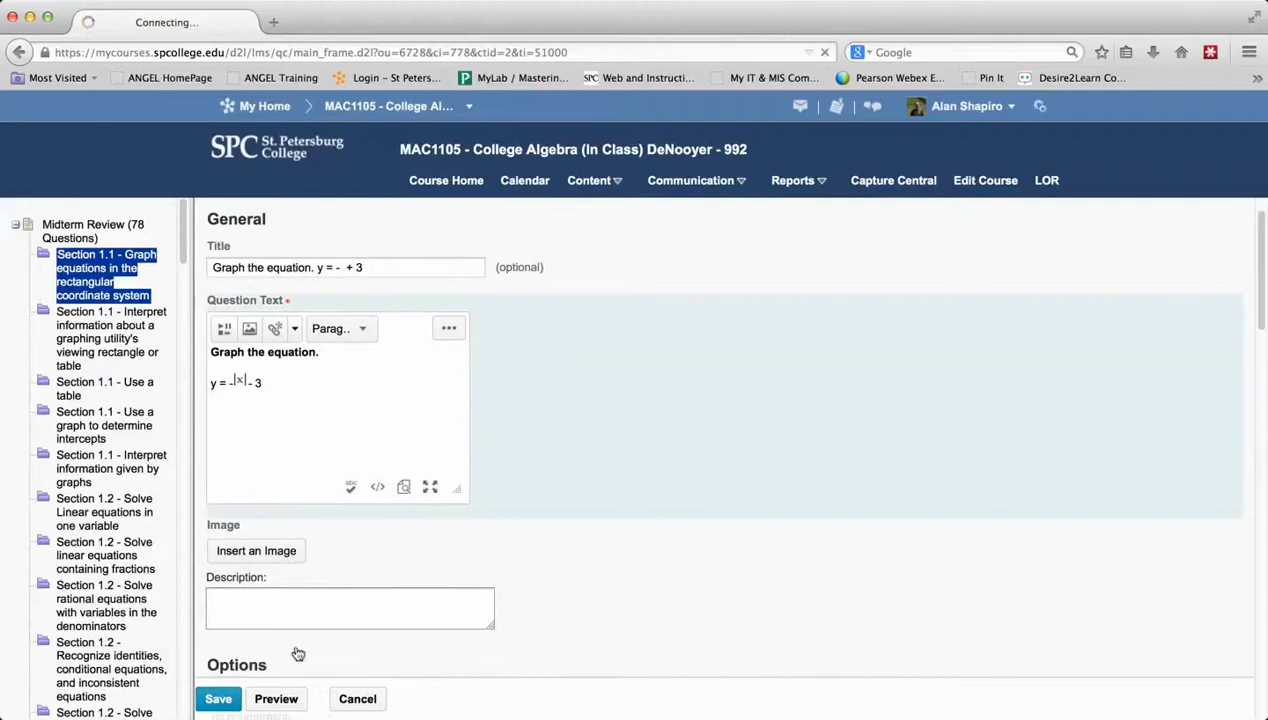 Connecting...
https://mycourses.spcollege.edu/d2l/lms/qc/main_frame.d2l?ou=6728&ci=778&ctid=2&ti=51000
Google
Most Visited
ANGEL HomePage
ANGEL Training
Login – St Peters...
MyLab / Masterin...
SPC Web and Instructi...
My IT & MIS Com...
Pearson Webex E...
Pin It
Desire2Learn Co...
My Home
MAC1105 - College Al...
Alan Shapiro
SPC St. Petersburg College
MAC1105 - College Algebra (In Class) DeNooyer - 992
Course Home
Calendar
Content
Communication
Reports
Capture Central
Edit Course
LOR
Midterm Review (78
Questions)
Section 1.1 - Graph
equations in the
rectangular
coordinate system
Section 1.1 - Interpret
information about a
graphing utility's
viewing rectangle or
table
Section 1.1 - Use a
table
Section 1.1 - Use a
graph to determine
intercepts
Section 1.1 - Interpret
information given by
graphs
Section 1.2 - Solve
Linear equations in
one variable
Section 1.2 - Solve
linear equations
containing fractions
Section 1.2 - Solve
rational equations
with variables in the
denominators
Section 1.2 -
Recognize identities,
conditional equations,
and inconsistent
equations
Section 1.2 - Solve
General
Title
Graph the equation. y = - + 3
(optional)
Question Text *
Parag..
Graph the equation.
y = -|x| - 3
Image
Insert an Image
Description:
Options
Save
Preview
Cancel